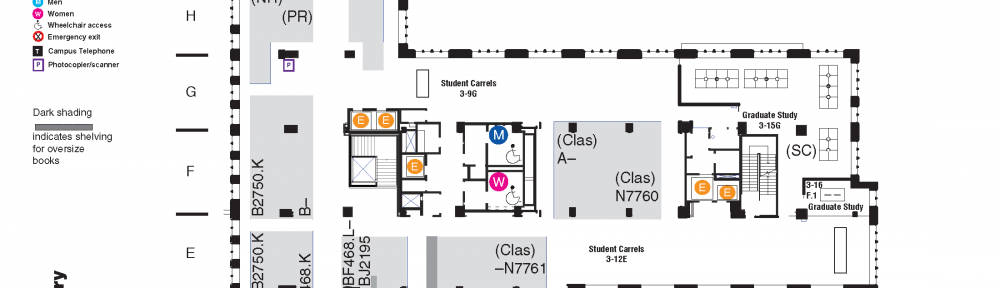 Men
Women
Wheelchair access
Emergency exit
T Campus Telephone
P Photocopier/scanner
Dark shading
indicates shelving
for oversize
books
H
G
F
E
(PR)
P
B2750.K
B–
B2750.K
468.K
BF468.L–
BJ2195
Student Carrels
3-9G
E
E
E
M
W
(Clas)
A–
(Clas)
N7760
(Clas)
–N7761
Student Carrels
3-12E
Graduate Study
3-15G
(SC)
E
E
3-16
F.1
Graduate Study